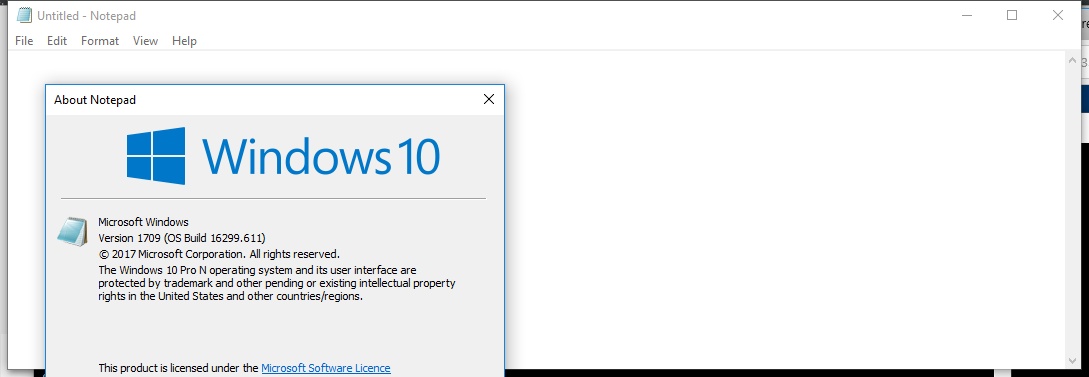 Untitled - Notepad
File Edit Format View Help
About Notepad
Windows 10
Microsoft Windows
Version 1709 (OS Build 16299.611)
© 2017 Microsoft Corporation. All rights reserved.
The Windows 10 Pro N operating system and its user interface are
protected by trademark and other pending or existing intellectual property
rights in the United States and other countries/regions.
This product is licensed under the Microsoft Software Licence